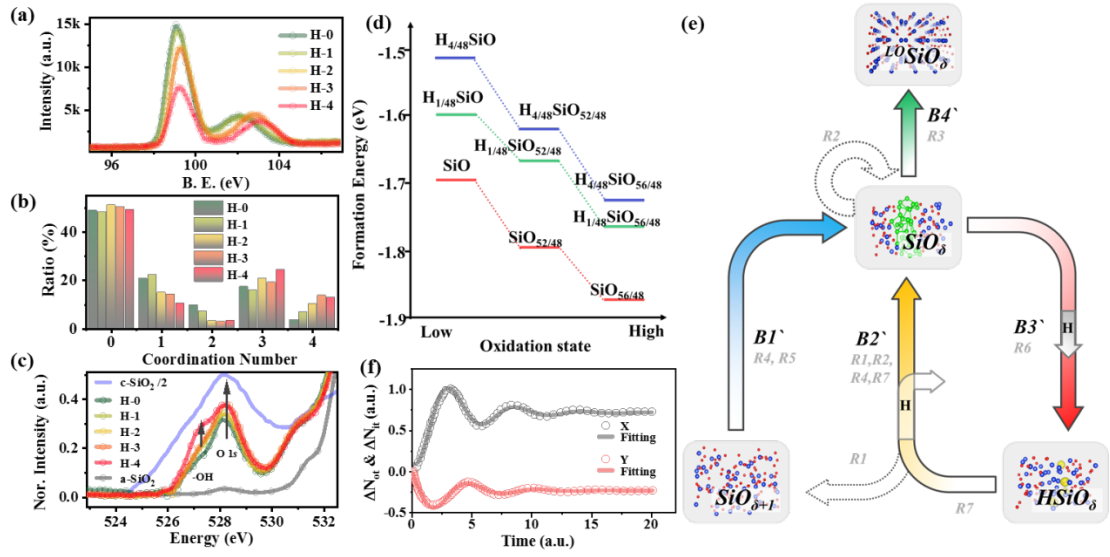 (a)
15k
10k
5k
Intensity (a.u.)
H-0
H-1
H-2
H-3
H-4
96
100
104
B. E. (eV)
(b)
40
20
0
Ratio (%)
H-0
H-1
H-2
H-3
H-4
0
1
2
3
4
Coordination Number
(c)
0.4
0.2
0.0
Nor. Intensity (a.u.)
c-SiO₂ /2
H-0
H-1
H-2
H-3
H-4
a-SiO₂
-OH
O 1s
524
526
528
530
532
Energy (eV)
(d)
-1.5
-1.6
-1.7
-1.8
-1.9
Formation Energy (eV)
H₄/₄₈SiO
H₁/₄₈SiO
SiO
H₄/₄₈SiO₅₂/₄₈
H₁/₄₈SiO₅₂/₄₈
SiO₅₂/₄₈
H₄/₄₈SiO₅₆/₄₈
H₁/₄₈SiO₅₆/₄₈
SiO₅₆/₄₈
Low
High
Oxidation state
(f)
1.0
0.5
0.0
-0.5
ΔNₒₜ & ΔNᵢₜ (a.u.)
X
Fitting
Y
Fitting
0
5
10
15
20
Time (a.u.)
(e)
ᴸᴼSiOδ
B4`
R3
R2
SiOδ
B1`
R4, R5
B2`
R1,R2,
R4,R7
H
B3`
R6
H
R1
R7
SiOδ+1
HSiOδ